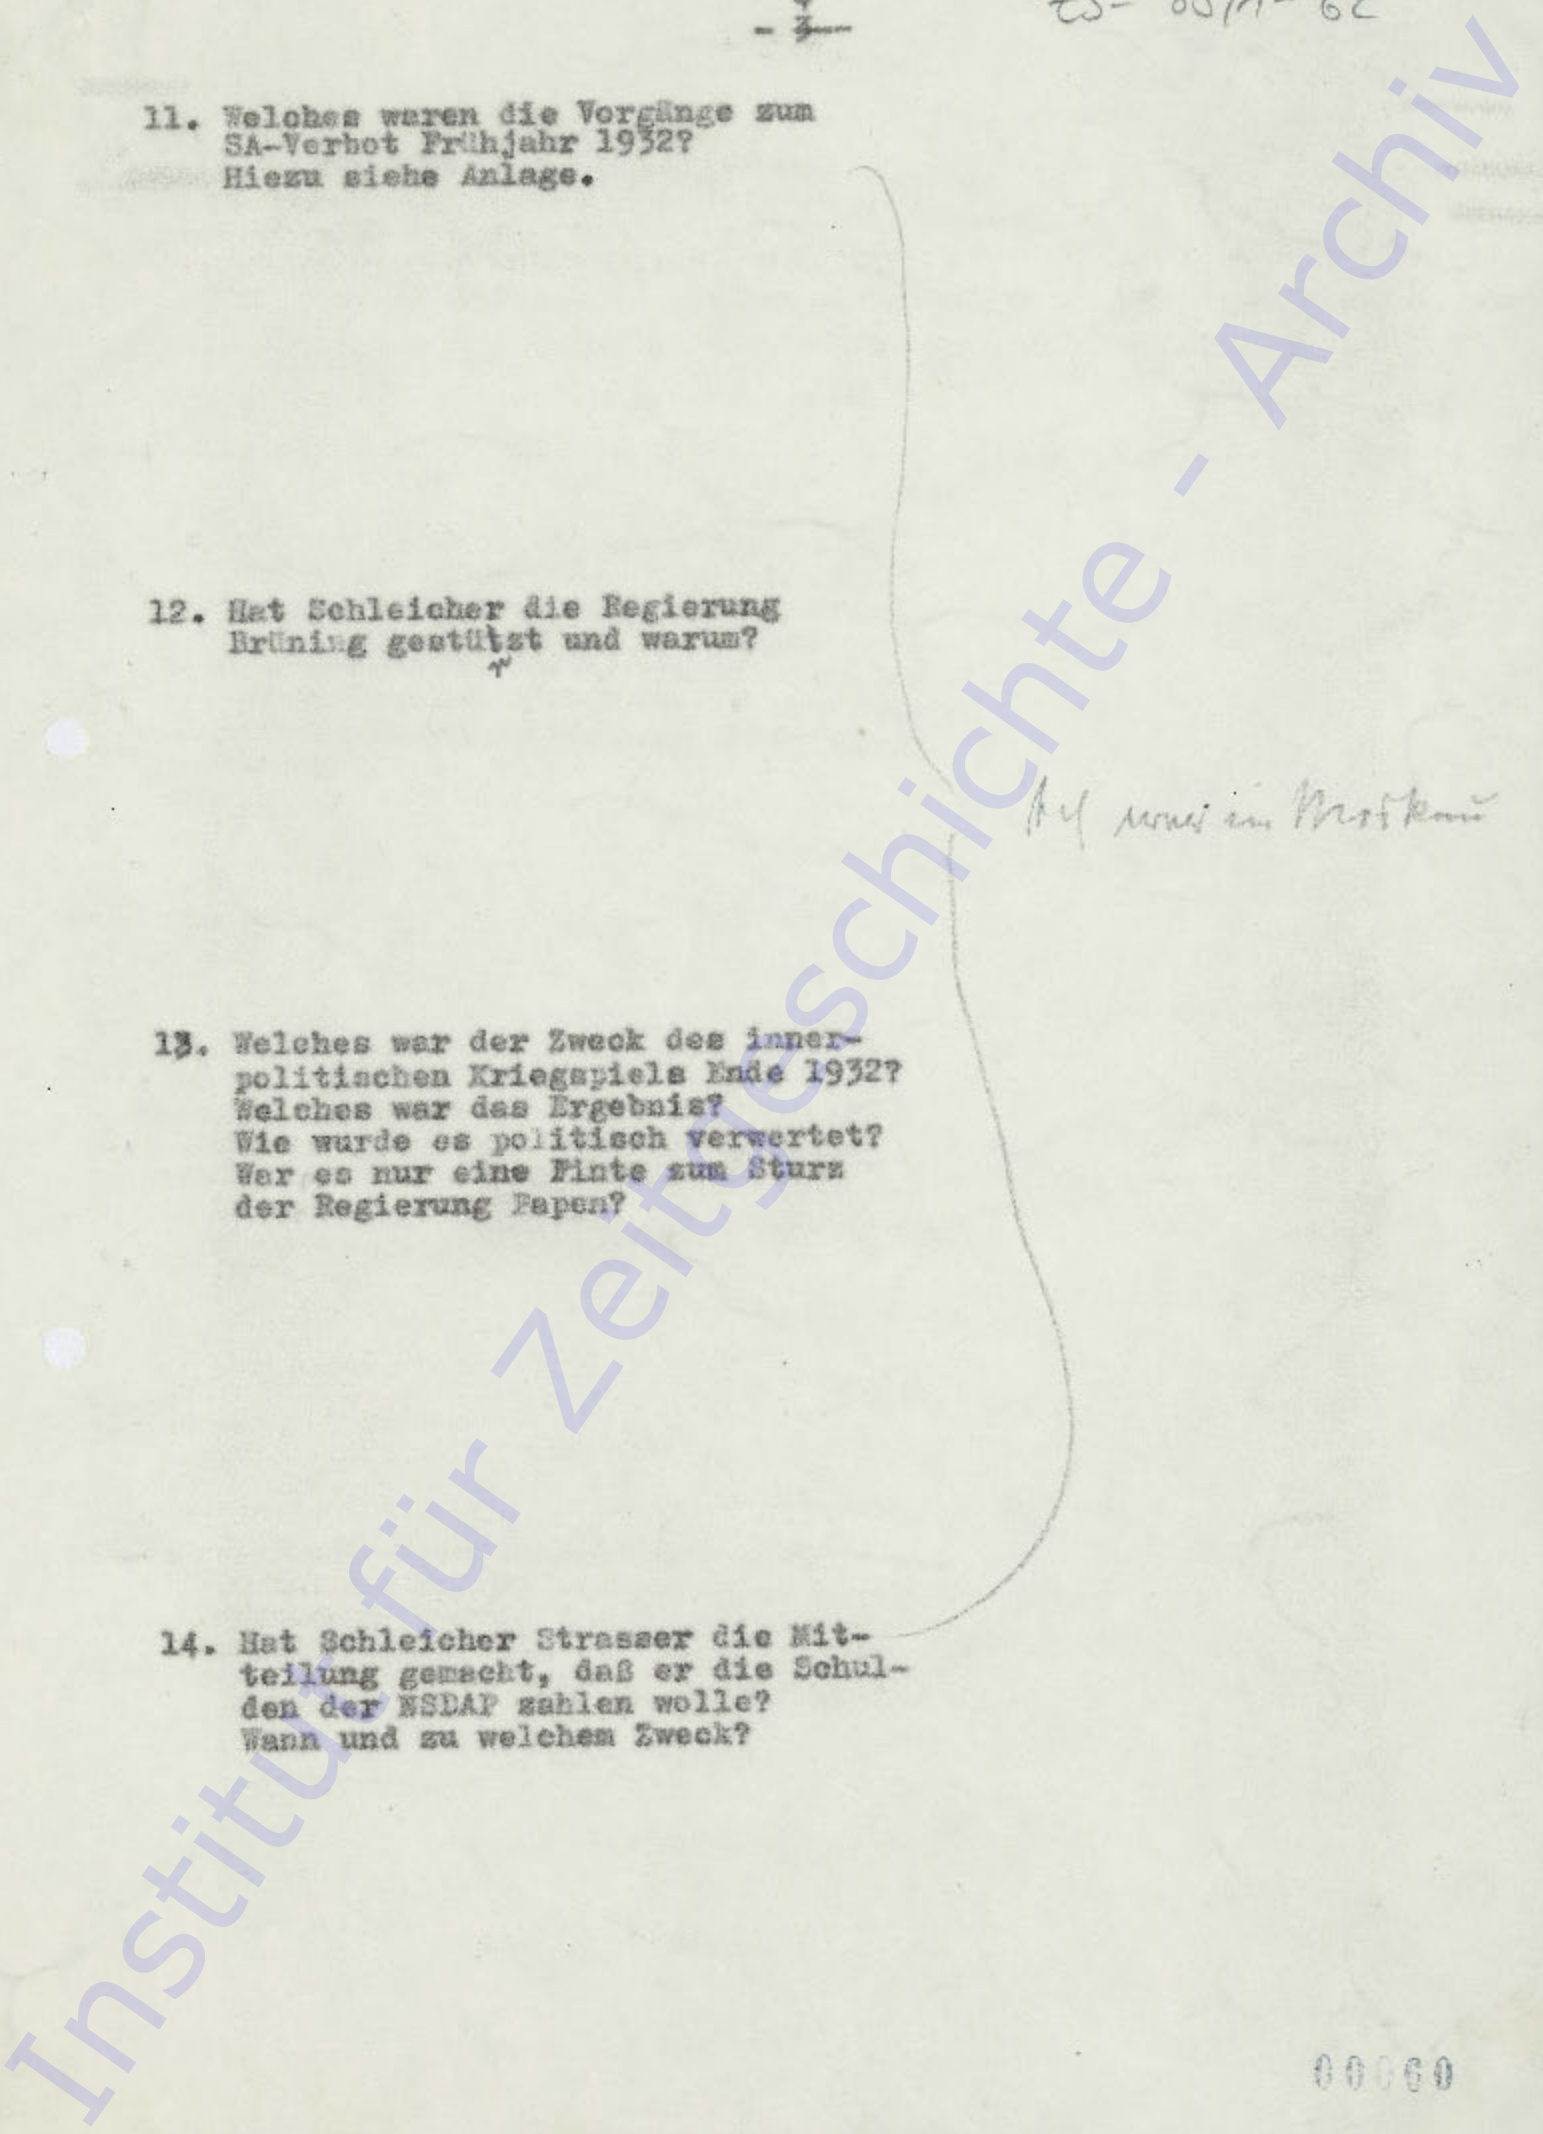 - 3 -
11. Welches waren die Vorgänge zum
SA-Verbot Frühjahr 1932?
Hiezu siehe Anlage.
12. Hat Schleicher die Regierung
Brüning gestützt und warum?
Ich war in Moskau
13. Welches war der Zweck des inner-
politischen Kriegspiels Ende 1932?
Welches war das Ergebnis?
Wie wurde es politisch verwertet?
War es nur eine Finte zum Sturz
der Regierung Papen?
14. Hat Schleicher Strasser die Mit-
teilung gemacht, daß er die Schul-
den der NSDAP zahlen wolle?
Wann und zu welchem Zweck?
00060
Institut für Zeitgeschichte - Archiv